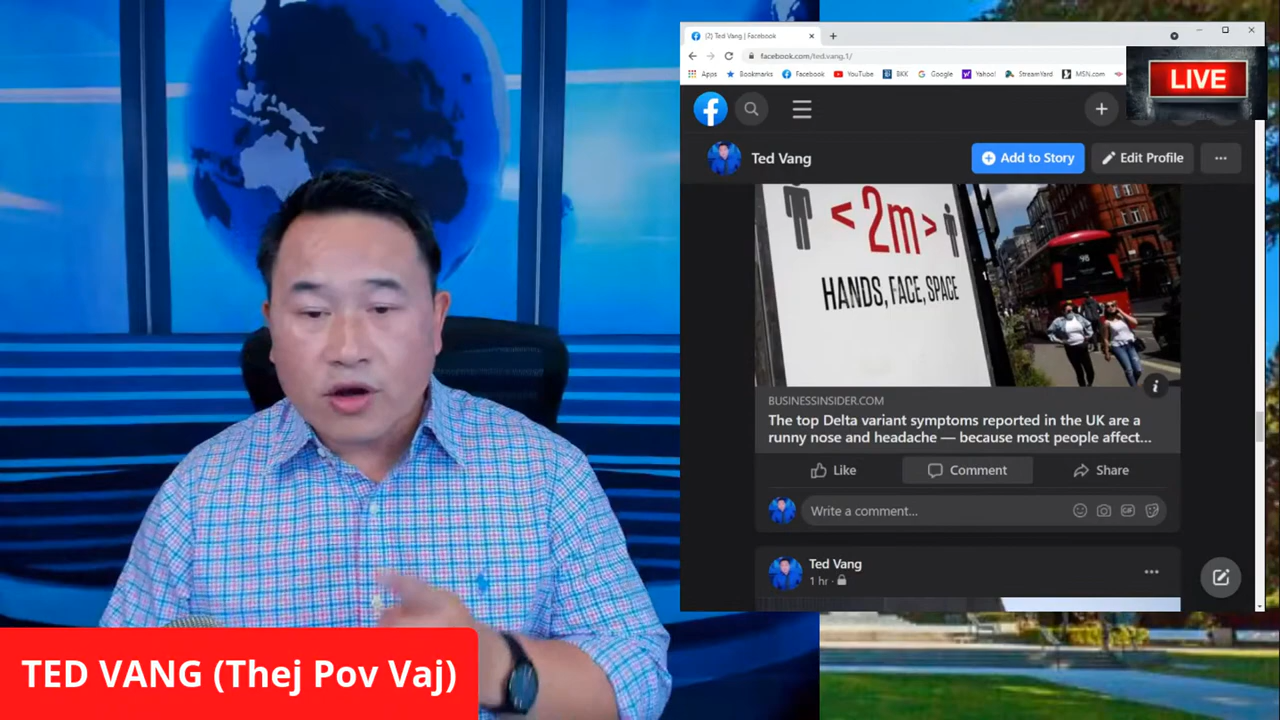 (2) Ted Vang | Facebook
facebook.com/ted.vang.1/
Apps Bookmarks Facebook YouTube BKK Google Yahoo! StreamYard MSN.com
LIVE
Ted Vang
Add to Story
Edit Profile
<2m>
HANDS, FACE, SPACE
98
BUSINESSINSIDER.COM
The top Delta variant symptoms reported in the UK are a
runny nose and headache — because most people affect...
Like Comment Share
Write a comment...
GIF
Ted Vang
1 hr
TED VANG (Thej Pov Vaj)